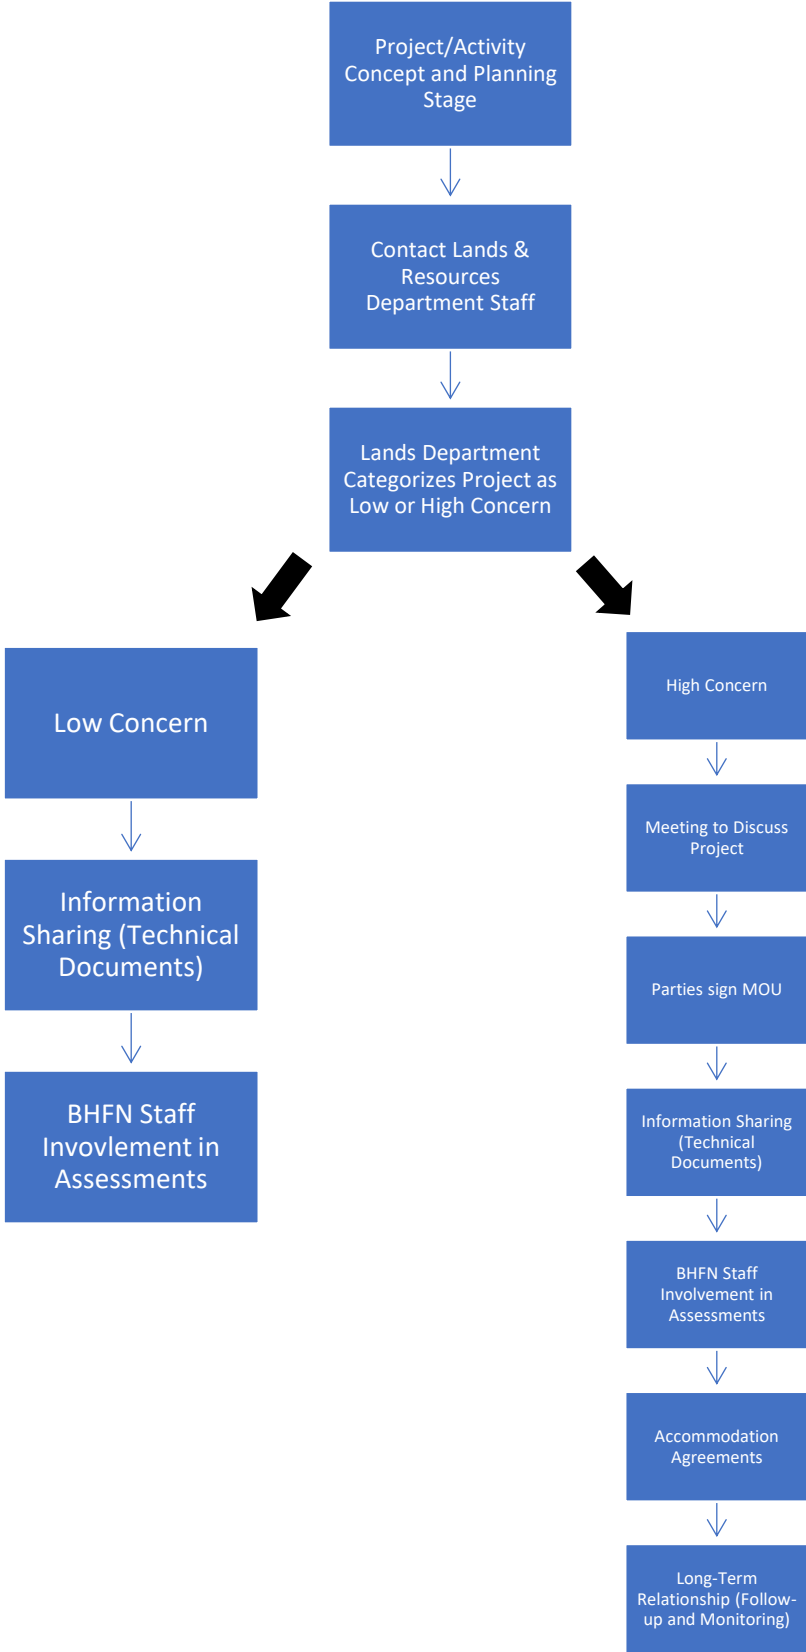 Project/Activity
Concept and Planning
Stage
Contact Lands &
Resources
Department Staff
Lands Department
Categorizes Project as
Low or High Concern
Low Concern
Information
Sharing (Technical
Documents)
BHFN Staff
Invovlement in
Assessments
High Concern
Meeting to Discuss
Project
Parties sign MOU
Information Sharing
(Technical
Documents)
BHFN Staff
Involvement in
Assessments
Accommodation
Agreements
Long-Term
Relationship (Follow-
up and Monitoring)